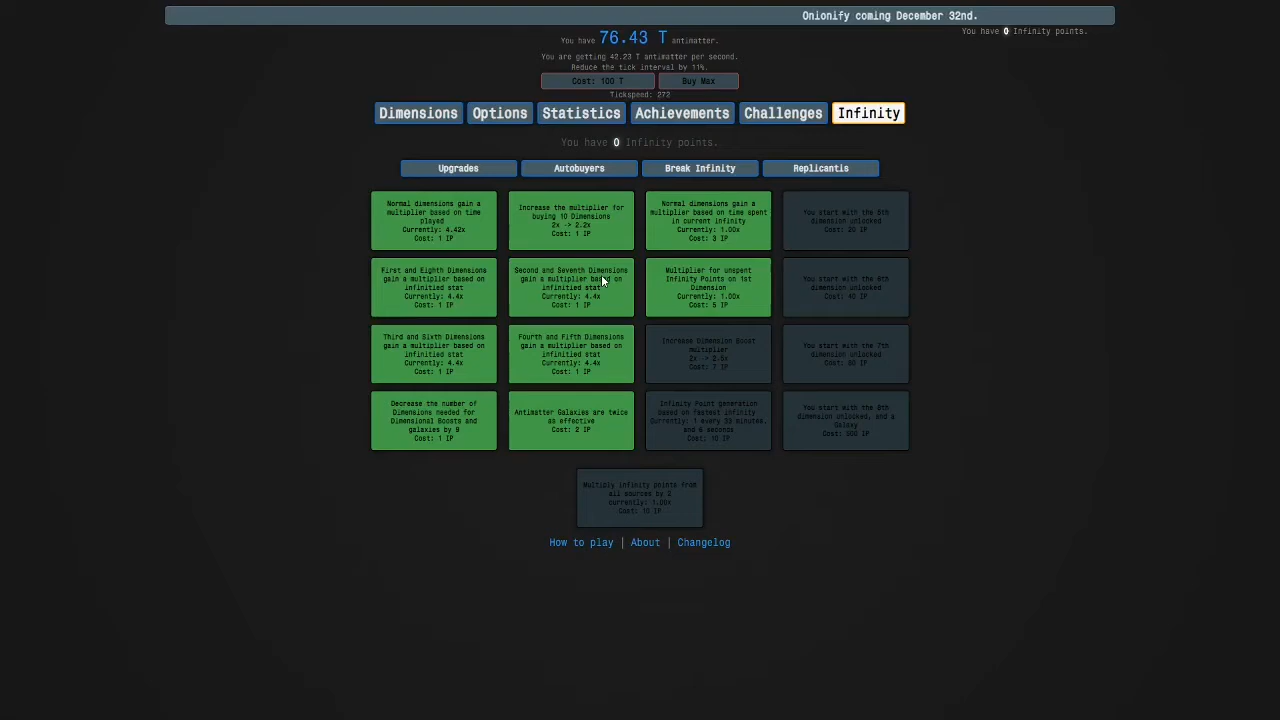 Onionify coming December 32nd.
You have 76.43 T antimatter.
You have 0 Infinity points.
You are getting 42.23 T antimatter per second.
Reduce the tick interval by 11%.
Cost: 100 T
Buy Max
Tickspeed: 272
Dimensions
Options
Statistics
Achievements
Challenges
Infinity
You have 0 Infinity points.
Upgrades
Autobuyers
Break Infinity
Replicantis
Normal dimensions gain a
multiplier based on time
played
Currently: 4.42x
Cost: 1 IP
Increase the multiplier for
buying 10 Dimensions
2x -> 2.2x
Cost: 1 IP
Normal dimensions gain a
multiplier based on time spent
in current infinity
Currently: 1.00x
Cost: 3 IP
You start with the 5th
dimension unlocked
Cost: 20 IP
First and Eighth Dimensions
gain a multiplier based on
infinitied stat
Currently: 4.4x
Cost: 1 IP
Second and Seventh Dimensions
gain a multiplier based on
infinitied stat
Currently: 4.4x
Cost: 1 IP
Multiplier for unspent
Infinity Points on 1st
Dimension
Currently: 1.00x
Cost: 5 IP
You start with the 6th
dimension unlocked
Cost: 40 IP
Third and Sixth Dimensions
gain a multiplier based on
infinitied stat
Currently: 4.4x
Cost: 1 IP
Fourth and Fifth Dimensions
gain a multiplier based on
infinitied stat
Currently: 4.4x
Cost: 1 IP
Increase Dimension Boost
multiplier
2x -> 2.5x
Cost: 7 IP
You start with the 7th
dimension unlocked
Cost: 80 IP
Decrease the number of
Dimensions needed for
Dimensional Boosts and
galaxies by 9
Cost: 1 IP
Antimatter Galaxies are twice
as effective
Cost: 2 IP
Infinity Point generation
based on fastest infinity
Currently: 1 every 33 minutes,
and 6 seconds
Cost: 10 IP
You start with the 8th
dimension unlocked, and a
Galaxy
Cost: 500 IP
Multiply infinity points from
all sources by 2
currently: 1.00x
Cost: 10 IP
How to play | About | Changelog